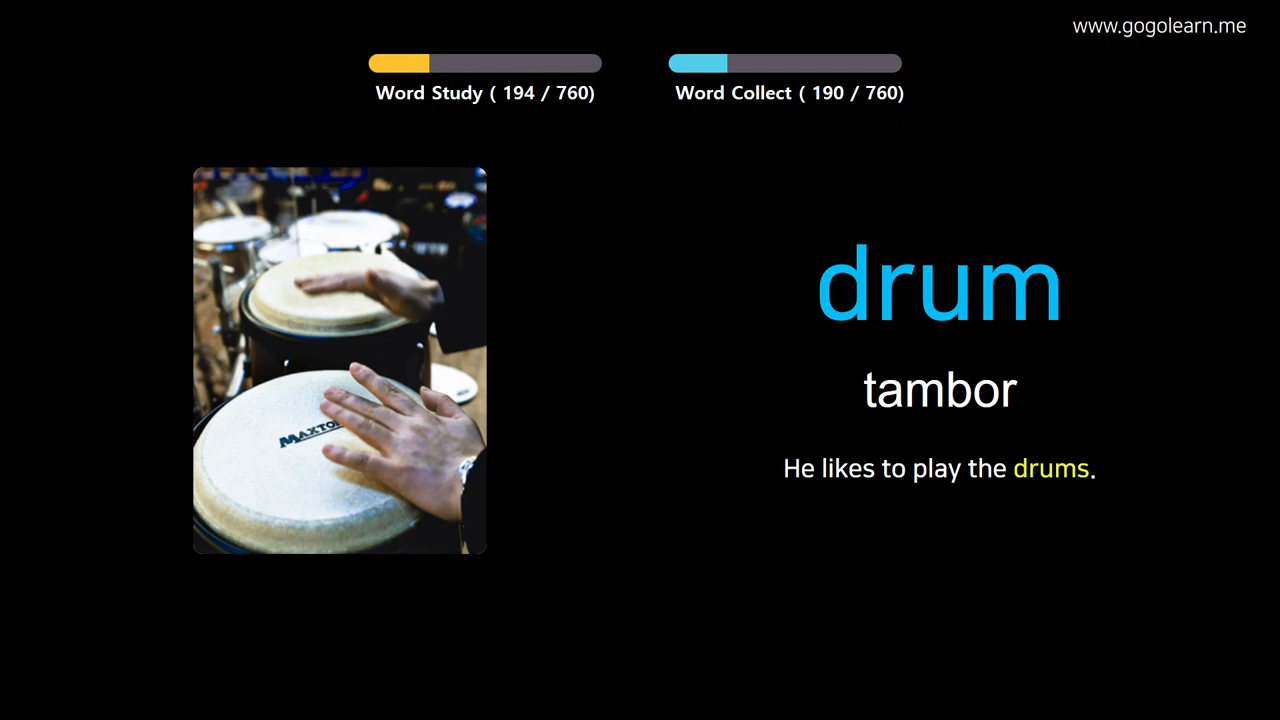 www.gogolearn.me
Word Study ( 194 / 760)
Word Collect ( 190 / 760)
drum
tambor
He likes to play the drums.